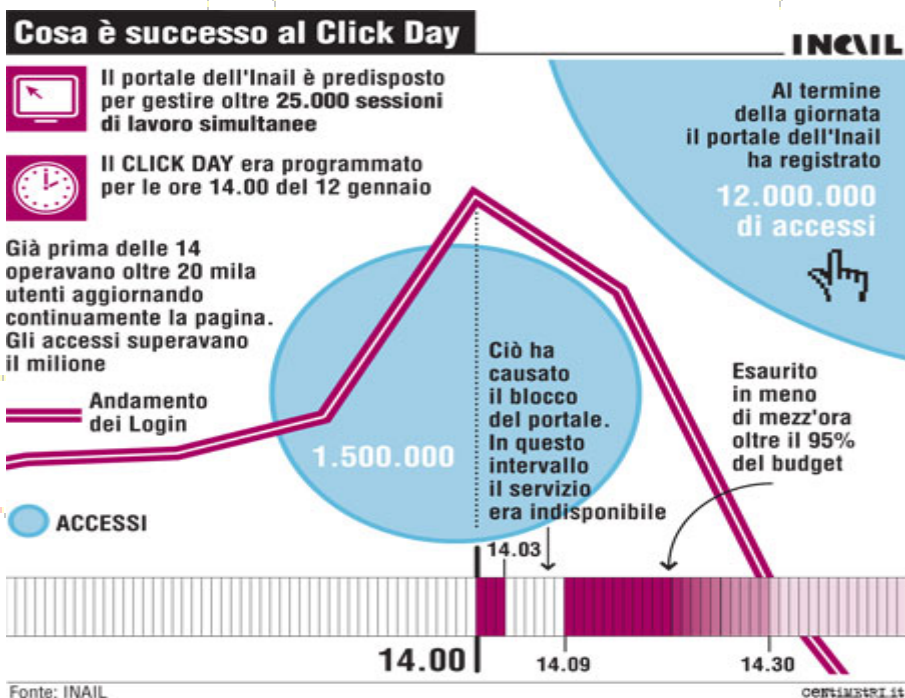 Cosa è successo al Click Day
INAIL
Il portale dell'Inail è predisposto
per gestire oltre 25.000 sessioni
di lavoro simultanee
Il CLICK DAY era programmato
per le ore 14.00 del 12 gennaio
Già prima delle 14
operavano oltre 20 mila
utenti aggiornando
continuamente la pagina.
Gli accessi superavano
il milione
Andamento
dei Login
ACCESSI
1.500.000
Al termine
della giornata
il portale dell'Inail
ha registrato
12.000.000
di accessi
Ciò ha
causato
il blocco
del portale.
In questo
intervallo
il servizio
era indisponibile
Esaurito
in meno
di mezz'ora
oltre il 95%
del budget
14.03
14.00
14.09
14.30
Fonte: INAIL
CENTIMETRI.it